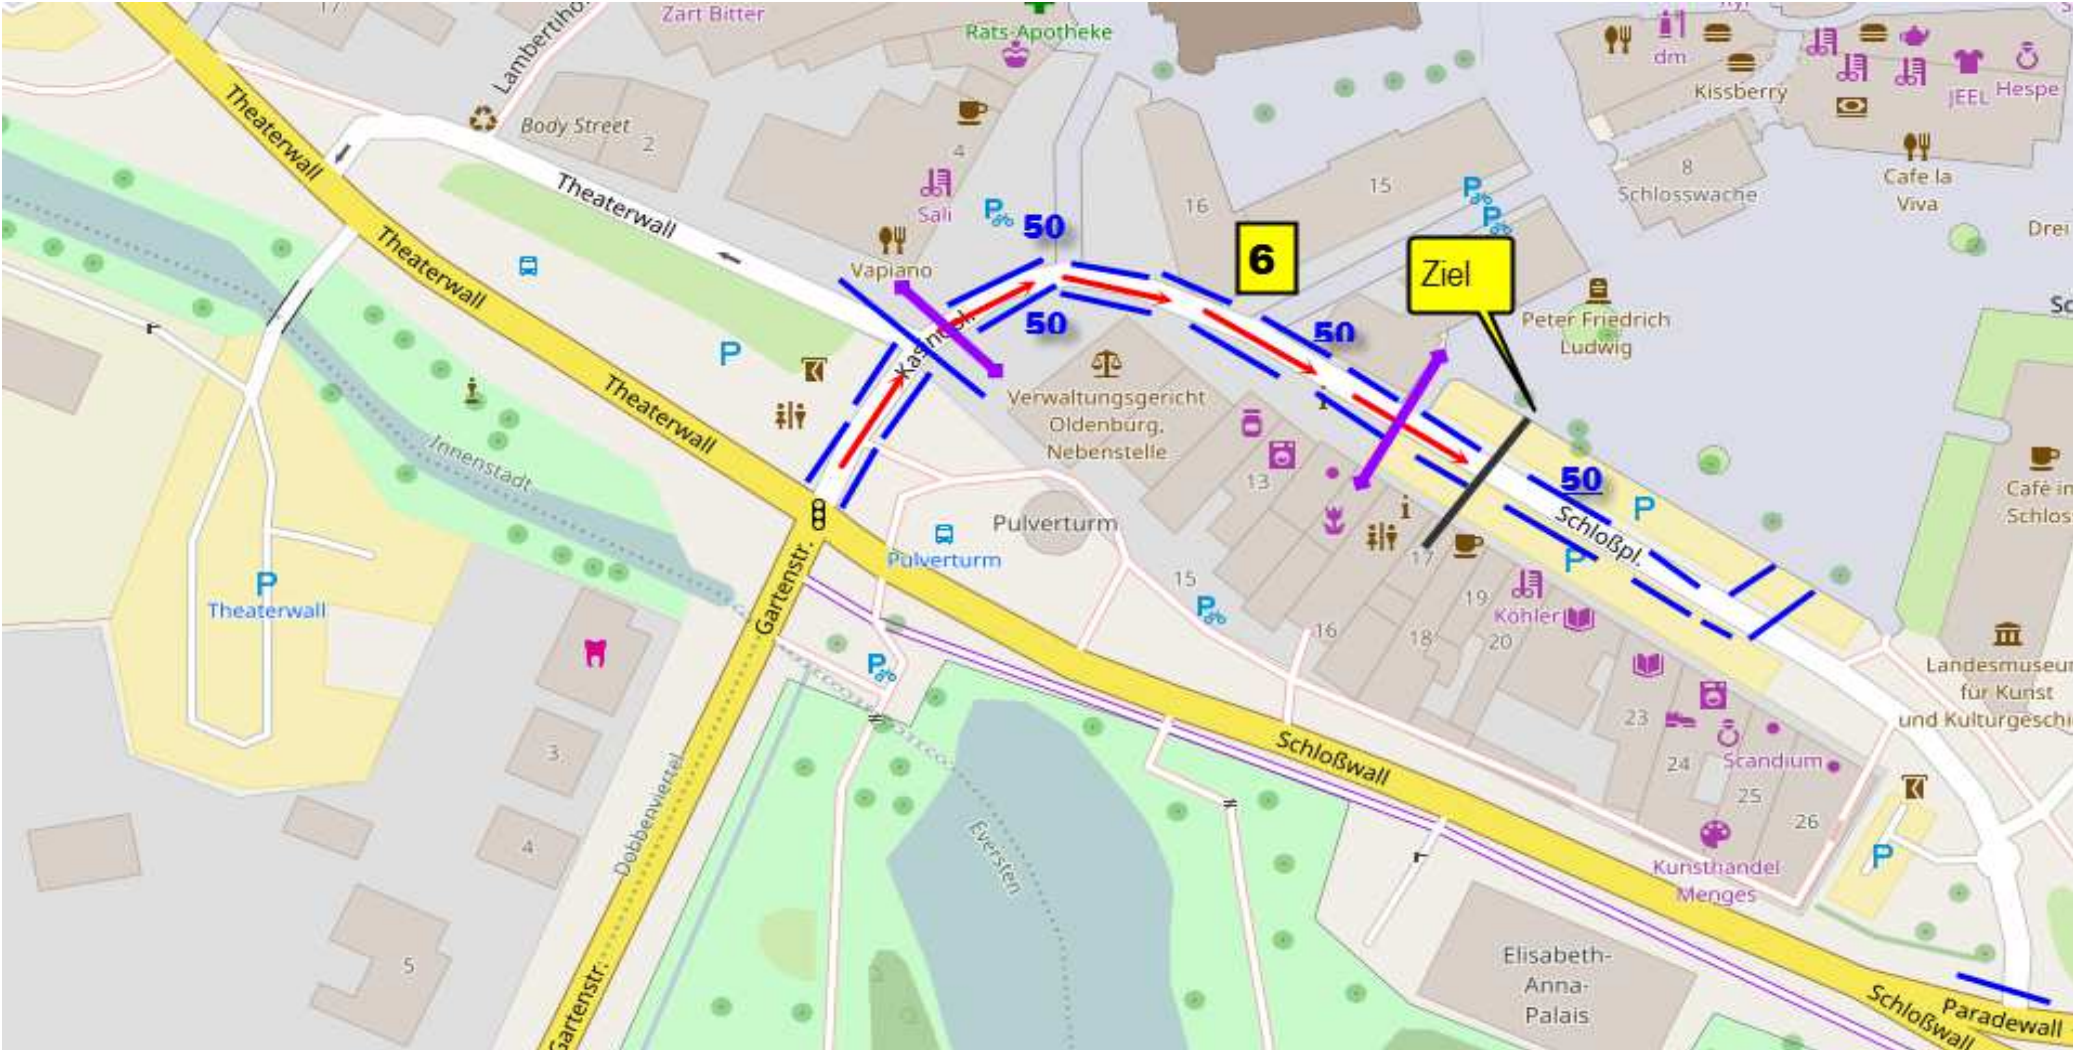 17
Lambertihof
Zart Bitter
Rats-Apotheke
dm
Kissberry
JEEL
Hespe
Theaterwall
Body Street
2
4
8
Schlosswache
Cafe la
Viva
Drei
Theaterwall
Sali
P
16
15
P
P
50
Theaterwall
Vapiano
6
Ziel
Peter Friedrich
Ludwig
Kasinopl.
50
50
P
Theaterwall
Verwaltungsgericht
Oldenburg,
Nebenstelle
Innenstadt
13
50
P
Café in
Schlos
Pulverturm
Pulverturm
Schloßpl.
P
17
P
Theaterwall
Gartenstr.
15
P
19
Köhler
16
18
20
P
Landesmuseum
für Kunst
und Kulturgeschi
3
23
Schloßwall
24
Scandium
25
26
4
Dobbenviertel
Eversten
P
Kunsthandel
Menges
5
Elisabeth-
Anna-
Palais
Gartenstr.
Schloßwall
Paradewall